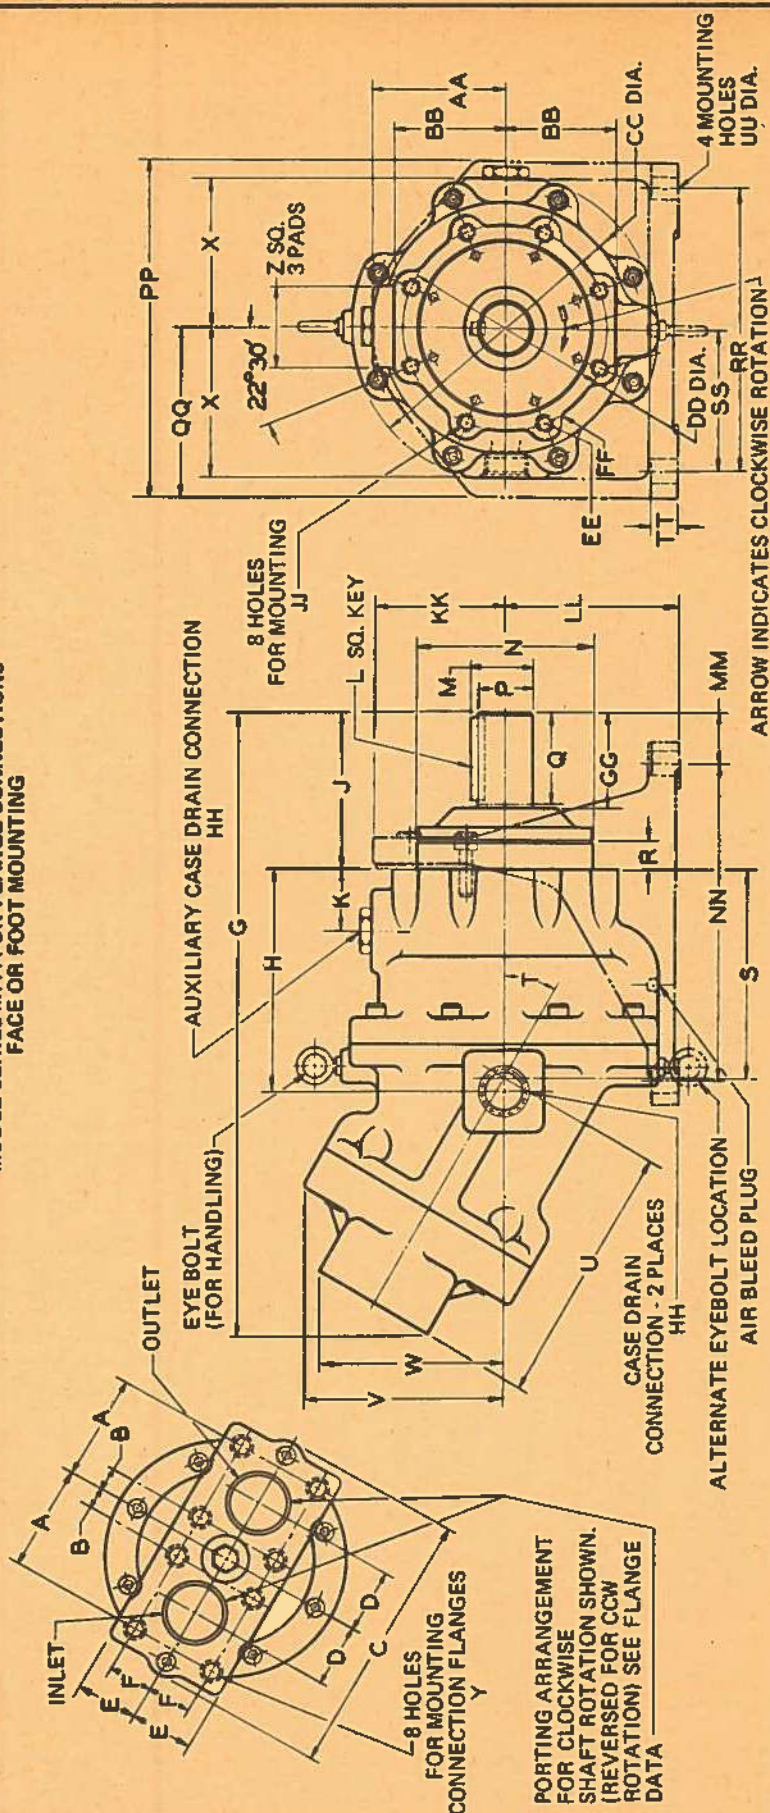 FACE OR FOOT MOUNTING
INLET
OUTLET
A
A
B
B
C
D
D
E
E
F
F
8 HOLES
FOR MOUNTING
CONNECTION FLANGES
Y
PORTING ARRANGEMENT
FOR CLOCKWISE
SHAFT ROTATION SHOWN.
(REVERSED FOR CCW
ROTATION) SEE FLANGE
DATA
EYE BOLT
(FOR HANDLING)
AUXILIARY CASE DRAIN CONNECTION
HH
G
H
J
K
L SQ. KEY
KK
LL
M
N
P
Q
GG
R
MM
NN
S
T
U
V
W
CASE DRAIN
CONNECTION - 2 PLACES
HH
ALTERNATE EYEBOLT LOCATION
AIR BLEED PLUG
8 HOLES
FOR MOUNTING
JJ
PP
QQ
X
X
22°30'
Z SQ.
3 PADS
AA
BB
BB
CC DIA.
DD DIA.
EE
FF
4 MOUNTING
HOLES
UU DIA.
RR
SS
TT
ARROW INDICATES CLOCKWISE ROTATION